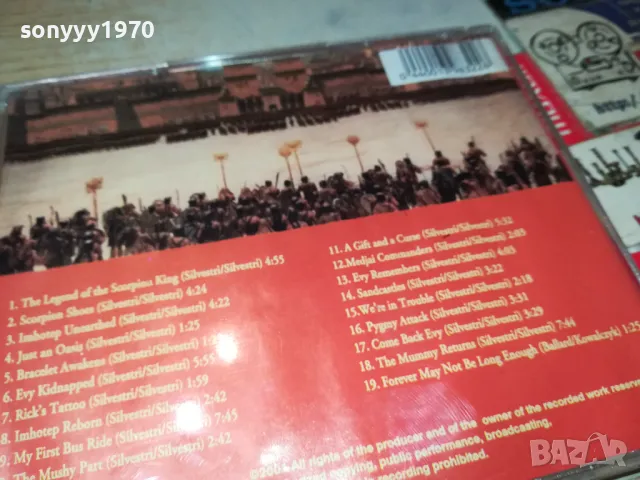 sonyyy1970
https:/
1. The Legend of the Scorpion King (Silvestri/Silvestri) 4:55
2. Scorpion Shoes (Silvestri/Silvestri) 4:24
3. Imhotep Unearthed (Silvestri/Silvestri) 4:22
4. Just an Oasis (Silvestri/Silvestri) 1:25
5. Bracelet Awakens (Silvestri/Silvestri)
6. Evy Kidnapped (Silvestri/Silvestri) 5:55
7. Rick's Tattoo (Silvestri/Silvestri) 1:59
8. Imhotep Reborn (Silvestri/Silvestri) 2:42
9. My First Bus Ride (Silvestri/Silvestri) 7:45
The Mushy Part (Silvestri/Silvestri) 2:42
11. A Gift and a Curse (Silvestri/Silvestri) 5:32
12. Medjai Commanders (Silvestri/Silvestri) 2:03
13. Evy Remembers (Silvestri/Silvestri) 6:03
14. Sandcastles (Silvestri/Silvestri) 3:22
15. We're in Trouble (Silvestri/Silvestri) 2:18
16. Pygmy Attack (Silvestri/Silvestri) 3:31
17. Come Back Evy (Silvestri/Silvestri) 3:29
18. The Mummy Returns (Silvestri/Silvestri) 7:44
19. Forever May Not Be Long Enough (Ballard/Kowalczyk)
All rights of the producer and of the owner of the recorded work reserved
copying, public performance, broadcasting,
recording prohibited.
BAZAR
bg